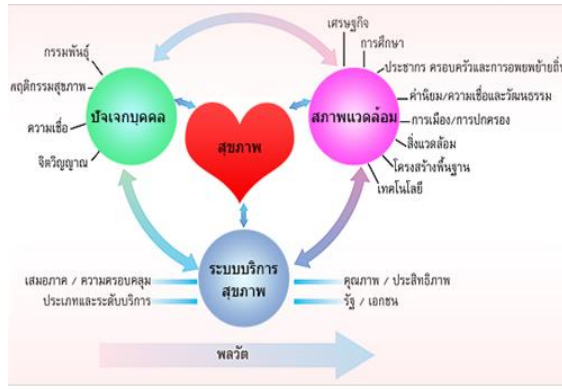 เศรษฐกิจ
การศึกษา
ประชากร ครอบครัวและการอพยพย้ายถิ่น
ค่านิยม/ความเชื่อและวัฒนธรรม
การเมือง/การปกครอง
สิ่งแวดล้อม
โครงสร้างพื้นฐาน
เทคโนโลยี
สภาพแวดล้อม
กรรมพันธุ์
พฤติกรรมสุขภาพ
ความเชื่อ
จิตวิญญาณ
ปัจเจกบุคคล
สุขภาพ
ระบบบริการ
สุขภาพ
เสมอภาค / ความครอบคลุม
ประเภทและระดับบริการ
คุณภาพ / ประสิทธิภาพ
รัฐ / เอกชน
พลวัต